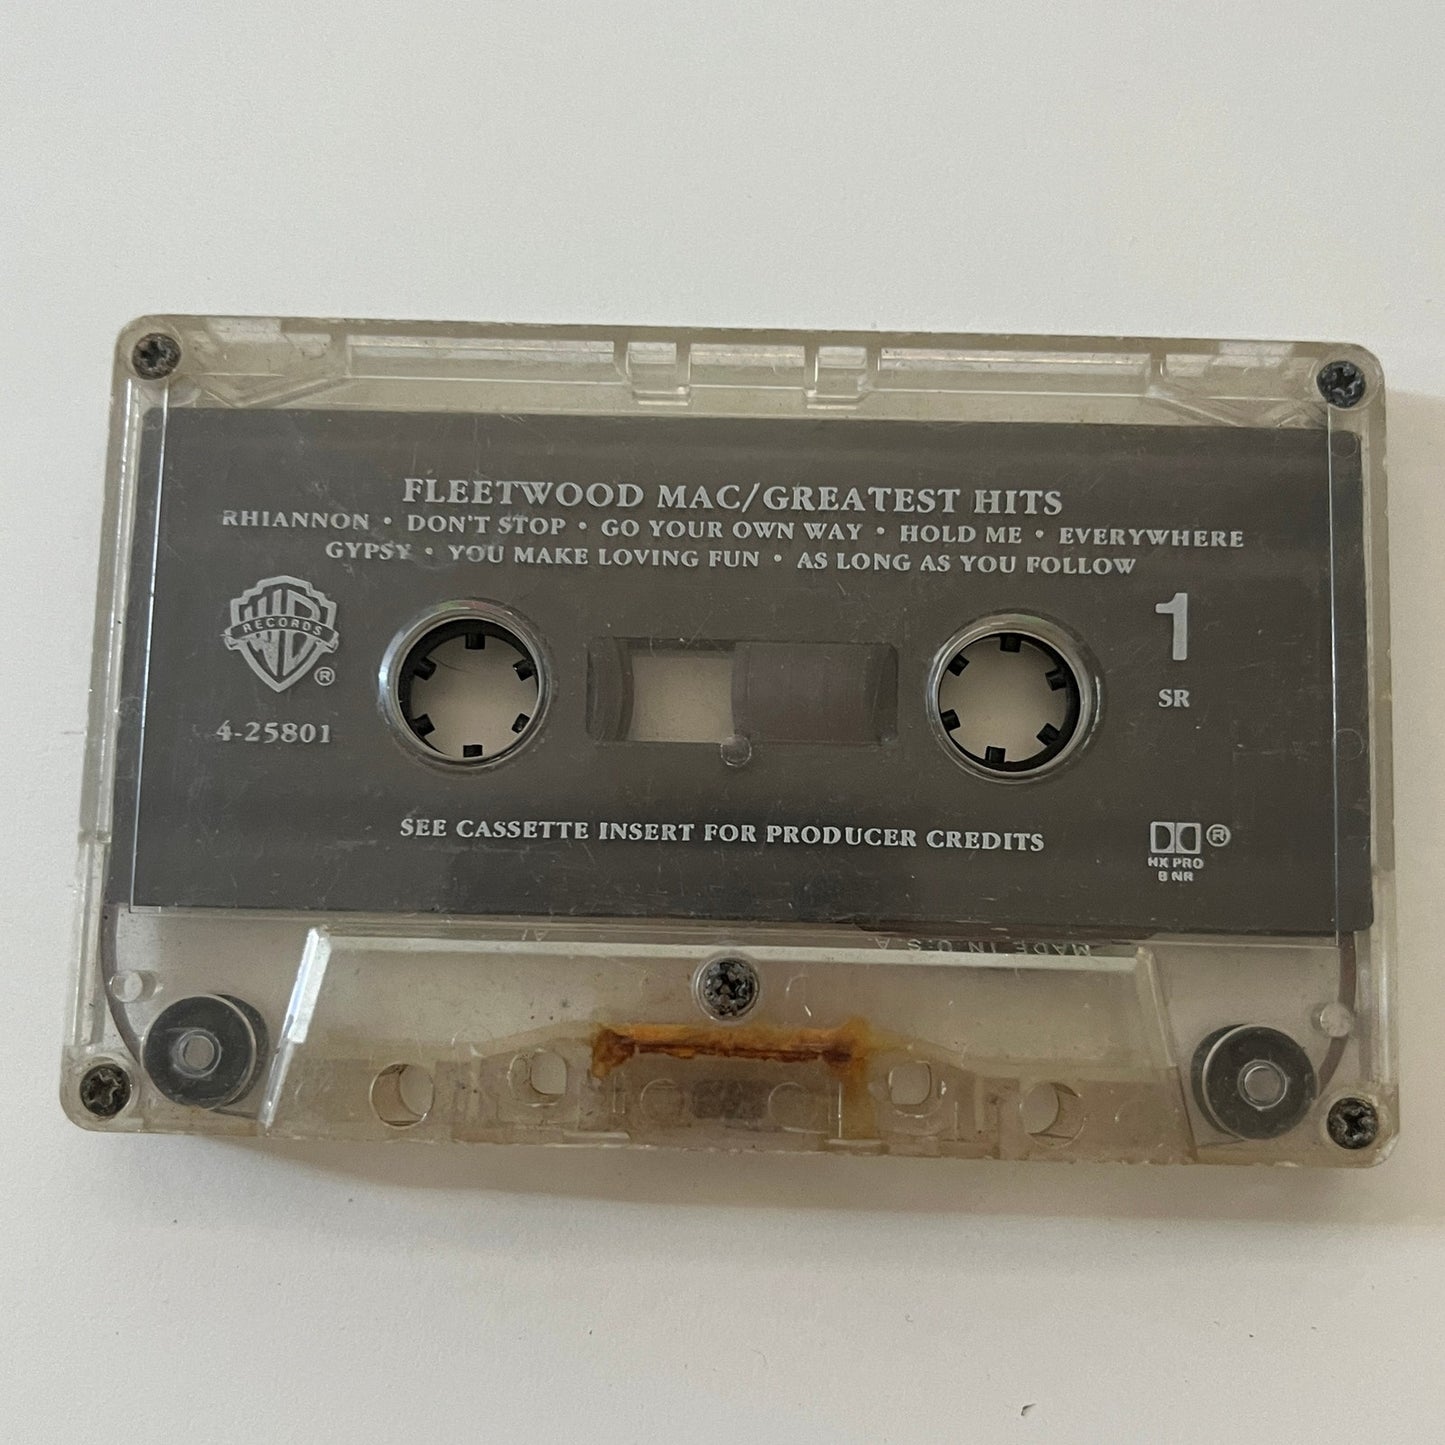 FLEETWOOD MAC/GREATEST HITS
RHIANNON • DON'T STOP • GO YOUR OWN WAY • HOLD ME • EVERYWHERE
GYPSY • YOU MAKE LOVING FUN • AS LONG AS YOU FOLLOW
WB
RECORDS
®
4-25801
1
SR
SEE CASSETTE INSERT FOR PRODUCER CREDITS
®
HX PRO
B NR
MADE IN U.S.A